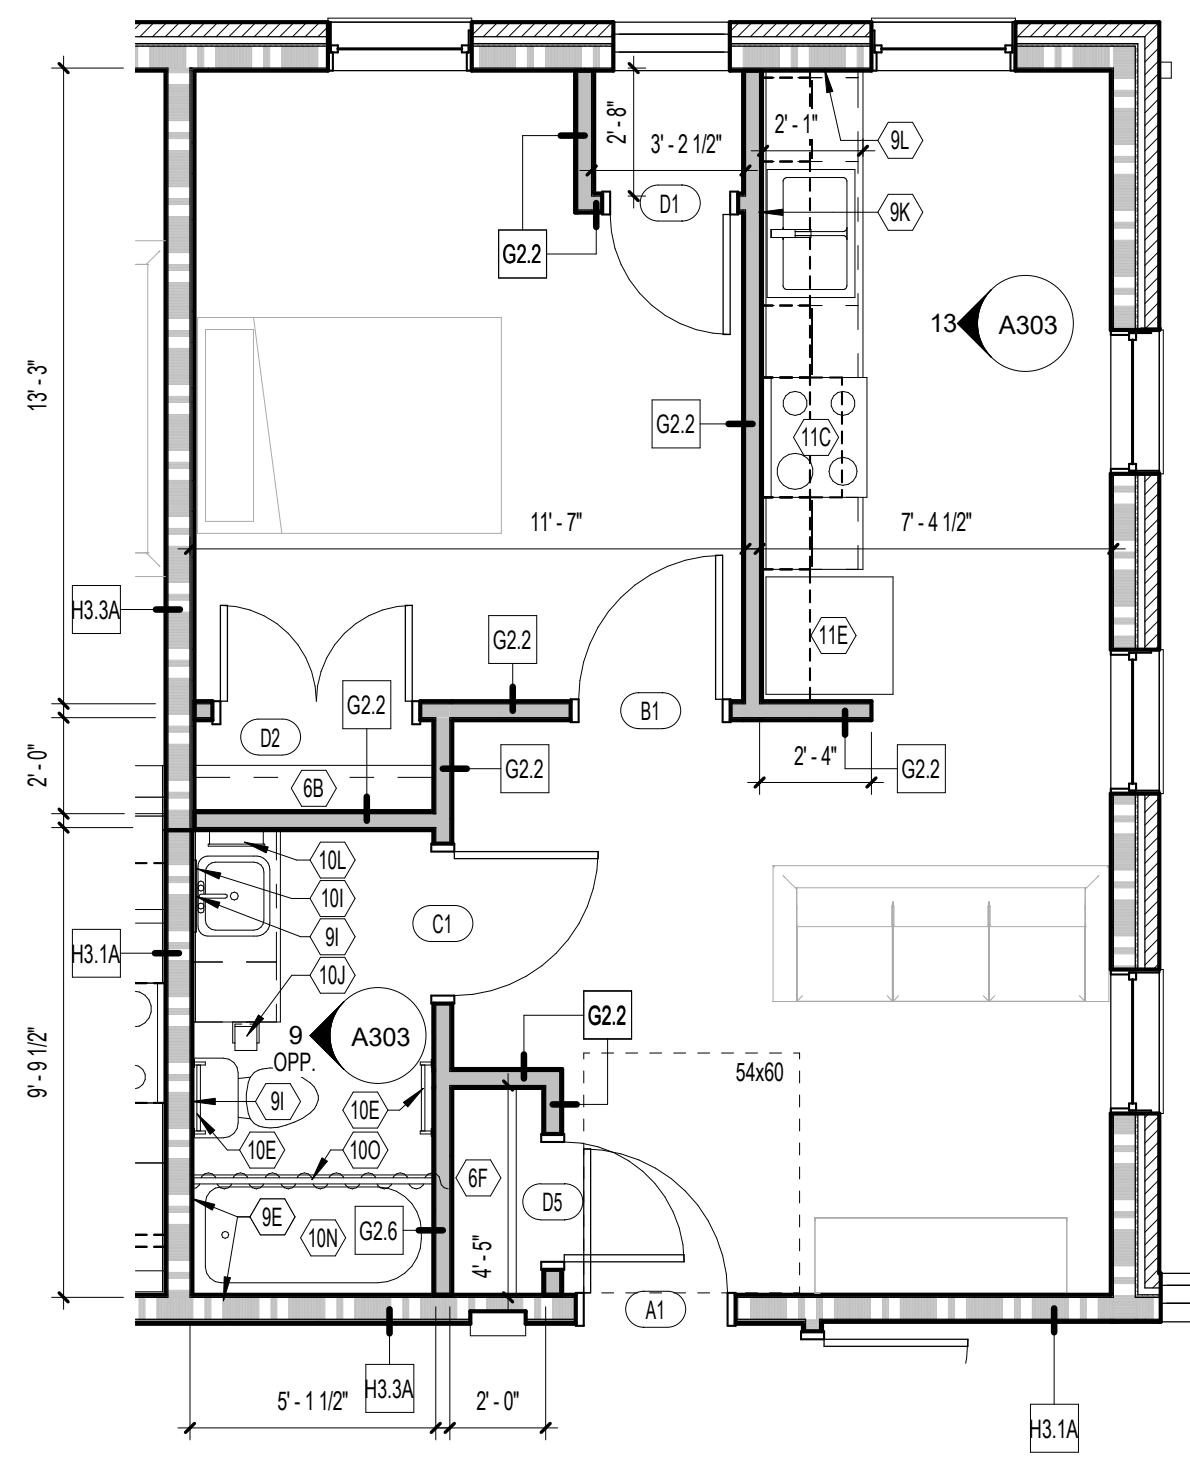 2' - 8"
3' - 2 1/2"
2' - 1"
9L
D1
9K
G2.2
13
A303
13' - 3"
G2.2
11C
11' - 7"
7' - 4 1/2"
H3.3A
11E
G2.2
G2.2
D2
B1
2' - 0"
6B
G2.2
2' - 4"
G2.2
10L
10I
9I
C1
H3.1A
10J
9
A303
OPP.
G2.2
9' - 9 1/2"
54x60
9I
10E
10E
10O
6F
9E
10N
G2.6
D5
4' - 5"
A1
5' - 1 1/2"
H3.3A
2' - 0"
H3.1A